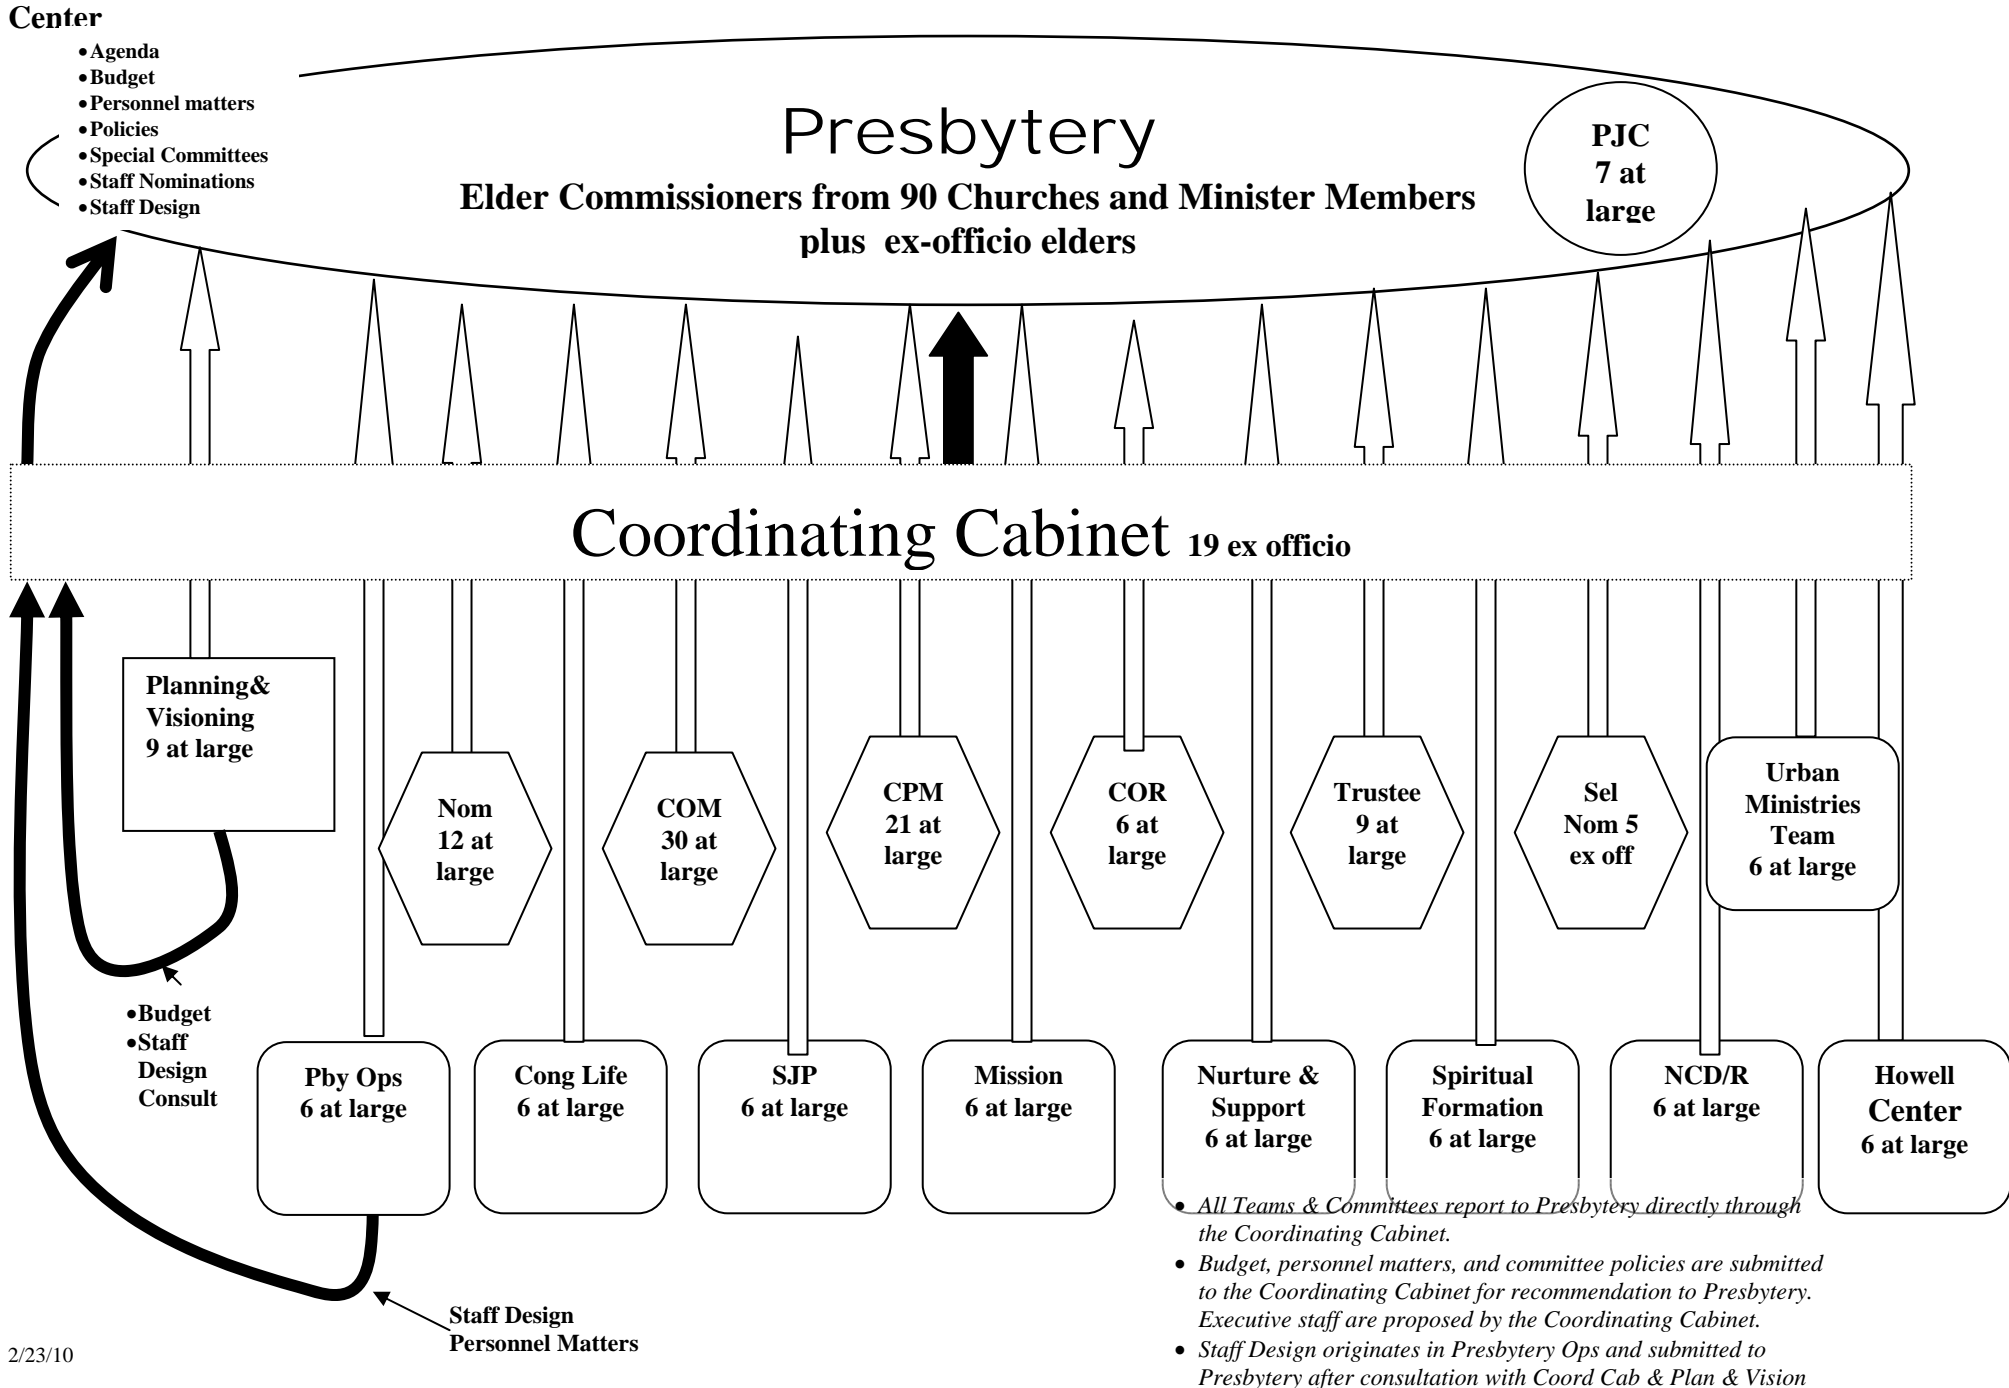 Center
•Agenda
•Budget
•Personnel matters
•Policies
•Special Committees
•Staff Nominations
•Staff Design
Presbytery
Elder Commissioners from 90 Churches and Minister Members
plus ex-officio elders
PJC
7 at
large
Coordinating Cabinet 19 ex officio
Planning&
Visioning
9 at large
Nom
12 at
large
COM
30 at
large
CPM
21 at
large
COR
6 at
large
Trustee
9 at
large
Sel
Nom 5
ex off
Urban
Ministries
Team
6 at large
•Budget
•Staff
Design
Consult
Pby Ops
6 at large
Cong Life
6 at large
SJP
6 at large
Mission
6 at large
Nurture &
Support
6 at large
Spiritual
Formation
6 at large
NCD/R
6 at large
Howell
Center
6 at large
Staff Design
Personnel Matters
• All Teams & Committees report to Presbytery directly through
the Coordinating Cabinet.
• Budget, personnel matters, and committee policies are submitted
to the Coordinating Cabinet for recommendation to Presbytery.
Executive staff are proposed by the Coordinating Cabinet.
• Staff Design originates in Presbytery Ops and submitted to
Presbytery after consultation with Coord Cab & Plan & Vision
2/23/10